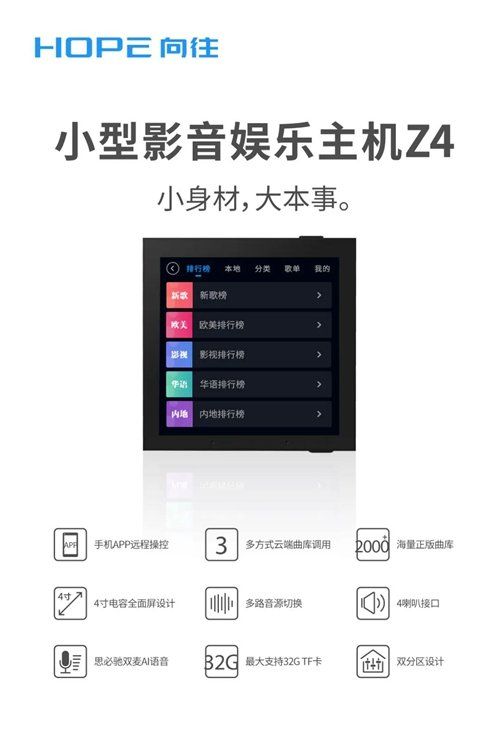 HOPE 向往
小型影音娱乐主机Z4
小身材，大本事。
排行榜 本地 分类 歌单 我的
新歌 新歌榜
欧美 欧美排行榜
影视 影视排行榜
华语 华语排行榜
内地 内地排行榜
APP 手机APP远程操控
3 多方式云端曲库调用
2000+ 海量正版曲库
4寸 4寸电容全面屏设计
多路音源切换
4喇叭接口
思必驰双麦AI语音
32G 最大支持32G TF卡
双分区设计